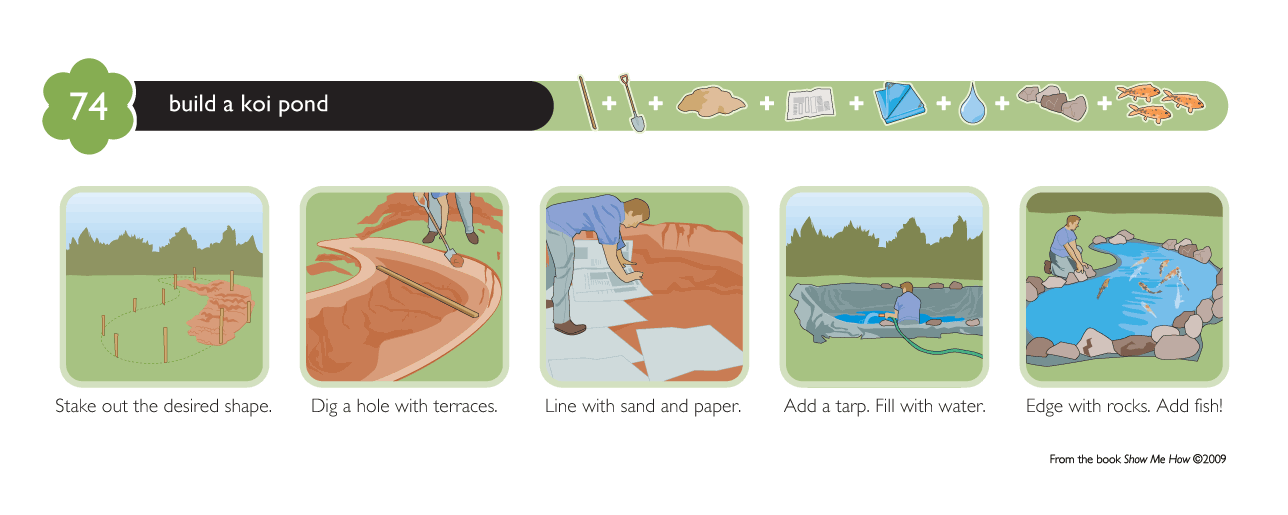 74
build a koi pond
Stake out the desired shape.
Dig a hole with terraces.
Line with sand and paper.
Add a tarp. Fill with water.
Edge with rocks. Add fish!
From the book Show Me How ©2009